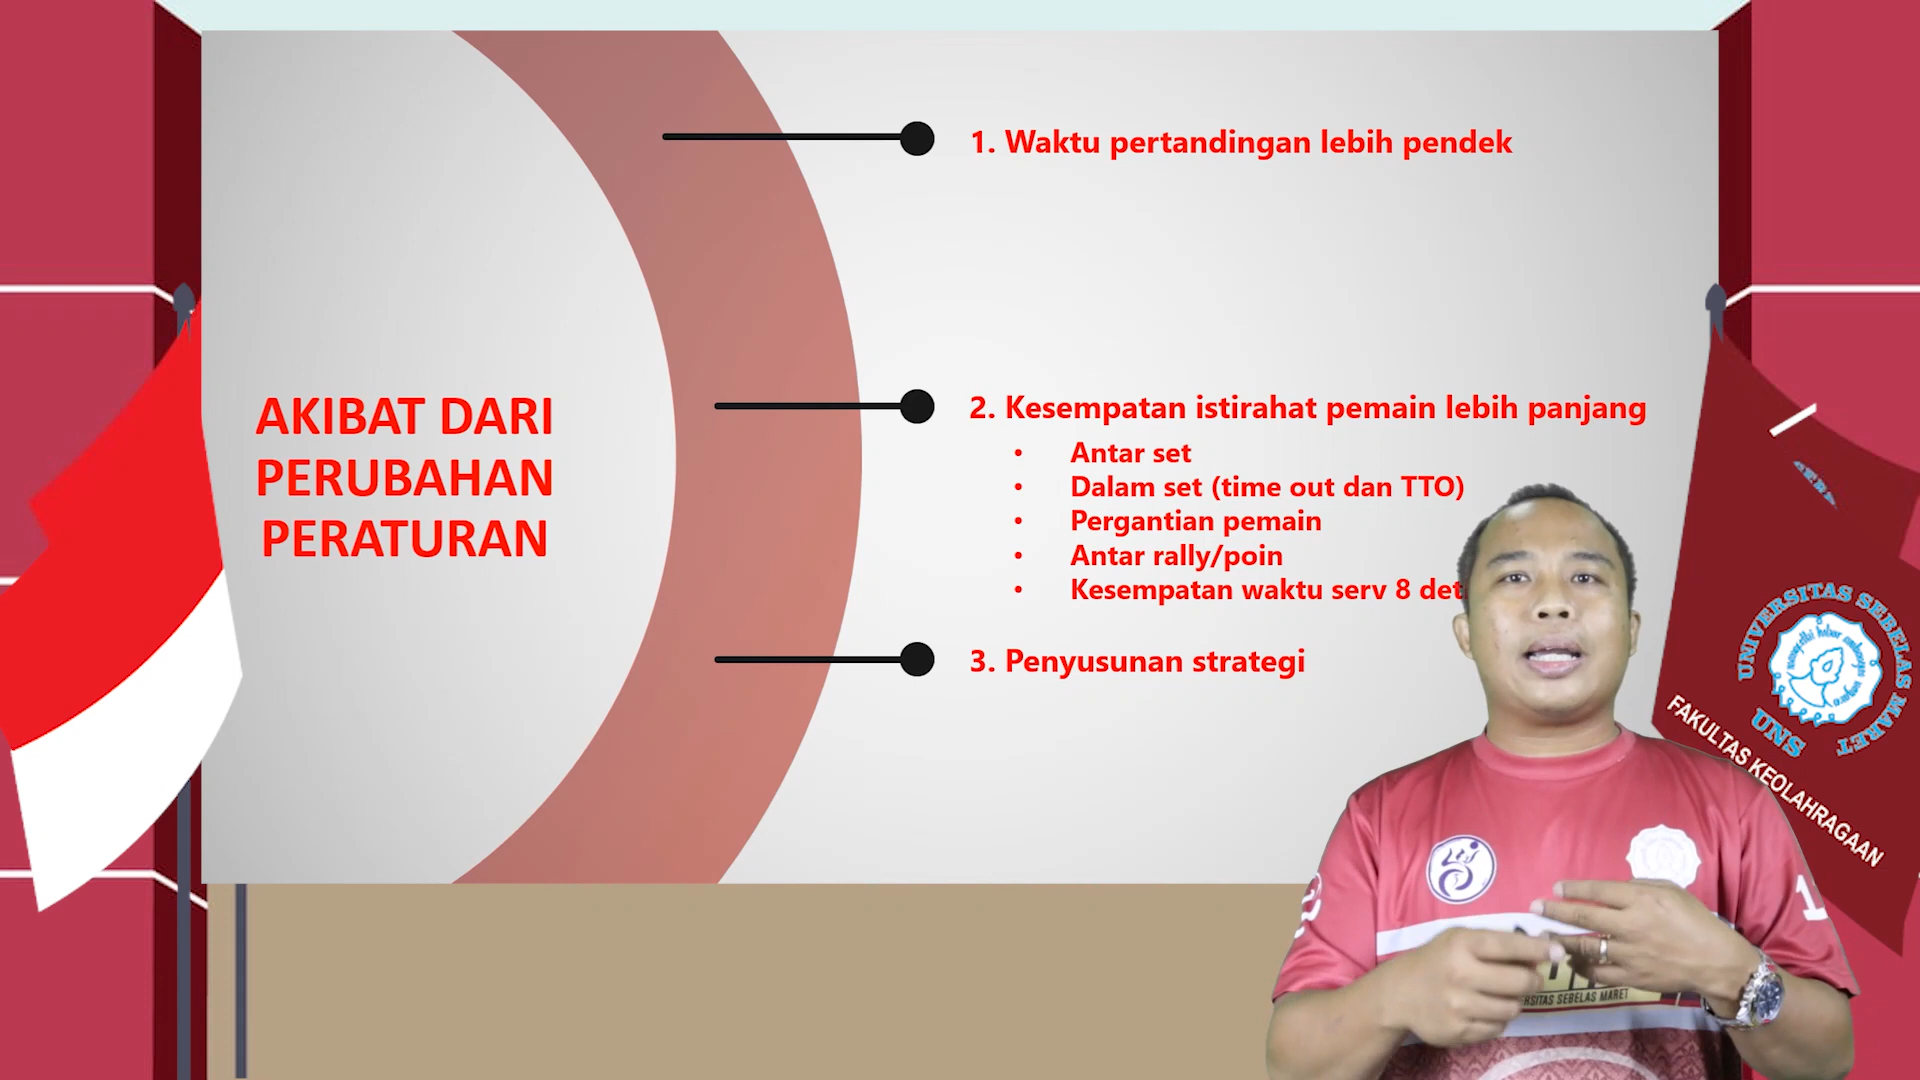 AKIBAT DARI
PERUBAHAN
PERATURAN
1. Waktu pertandingan lebih pendek
2. Kesempatan istirahat pemain lebih panjang
• Antar set
• Dalam set (time out dan TTO)
• Pergantian pemain
• Antar rally/poin
• Kesempatan waktu serv 8
3. Penyusunan strategi
UNIVERSITAS SEBELAS MARET
UNS
FAKULTAS KEOLAHRAGAAN
SEBELAS MARET